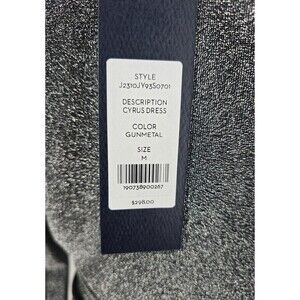 STYLE
J2310JY93S0701
DESCRIPTION
CYRUS DRESS
COLOR
GUNMETAL
SIZE
M
190738900267
$298.00